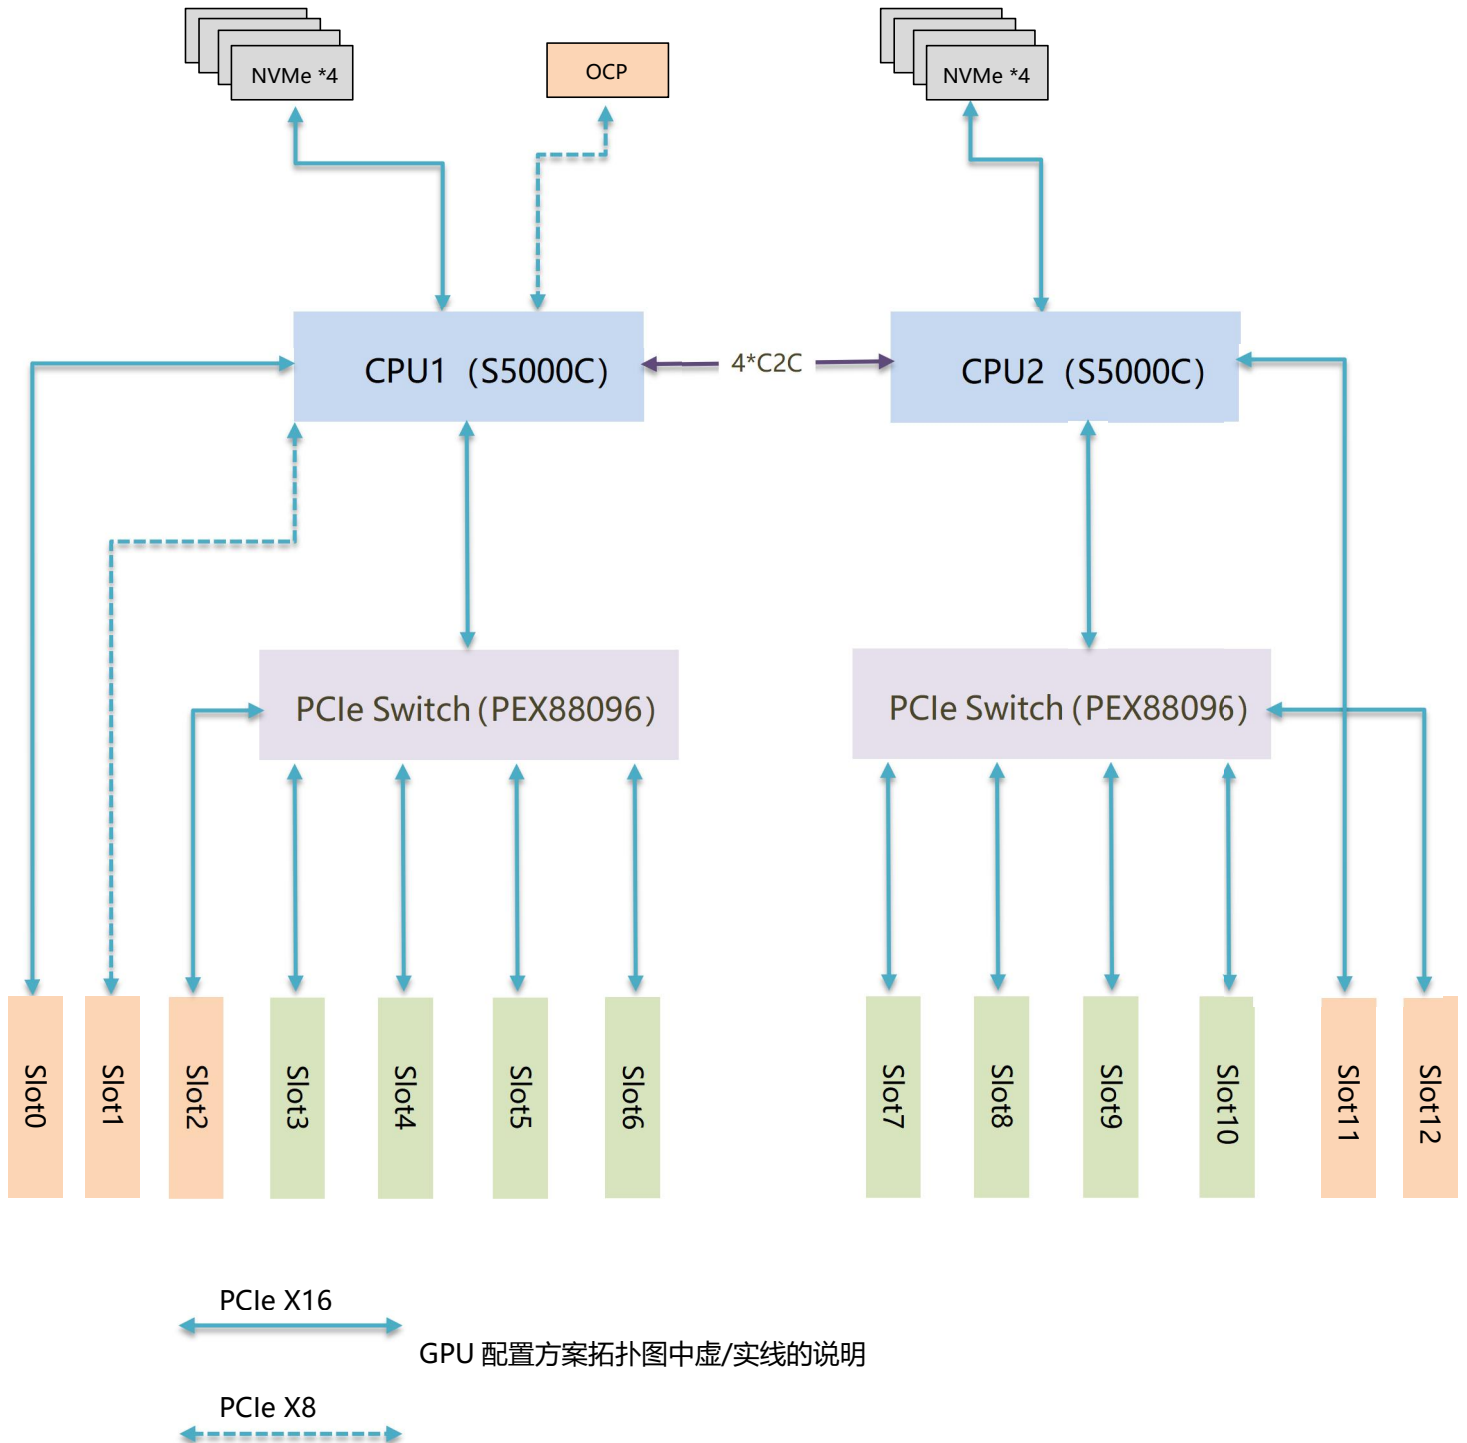 NVMe *4
OCP
NVMe *4
CPU1（S5000C）
4*C2C
CPU2（S5000C）
PCIe Switch（PEX88096）
PCIe Switch（PEX88096）
Slot0
Slot1
Slot2
Slot3
Slot4
Slot5
Slot6
Slot7
Slot8
Slot9
Slot10
Slot11
Slot12
PCIe X16
GPU 配置方案拓扑图中虚/实线的说明
PCIe X8